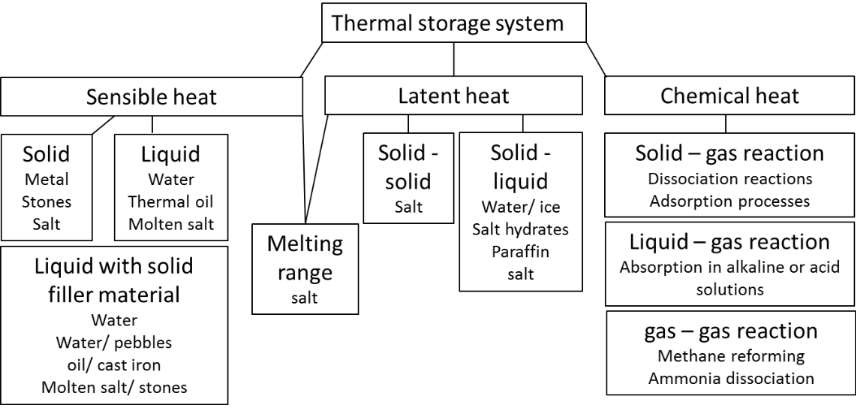 Thermal storage system
Sensible heat
Latent heat
Chemical heat
Solid
Metal
Stones
Salt
Liquid
Water
Thermal oil
Molten salt
Liquid with solid
filler material
Water
Water/ pebbles
oil/ cast iron
Molten salt/ stones
Melting
range
salt
Solid -
solid
Salt
Solid -
liquid
Water/ ice
Salt hydrates
Paraffin
salt
Solid – gas reaction
Dissociation reactions
Adsorption processes
Liquid – gas reaction
Absorption in alkaline or acid
solutions
gas – gas reaction
Methane reforming
Ammonia dissociation